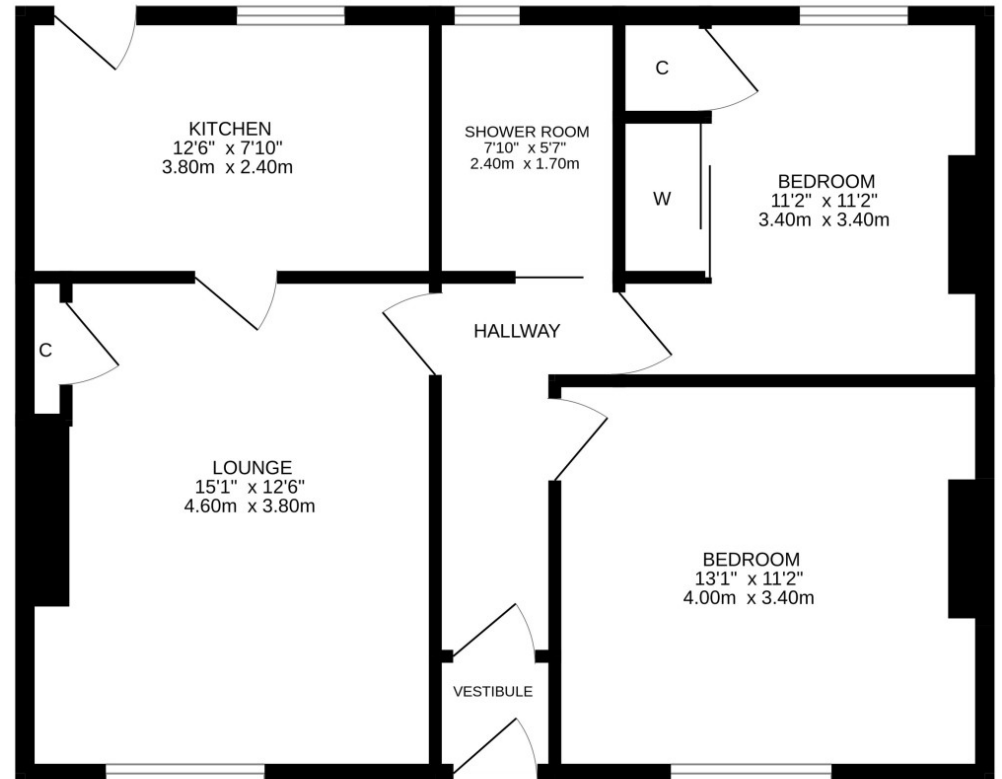 KITCHEN
12'6" x 7'10"
3.80m x 2.40m
SHOWER ROOM
7'10" x 5'7"
2.40m x 1.70m
C
W
BEDROOM
11'2" x 11'2"
3.40m x 3.40m
C
HALLWAY
LOUNGE
15'1" x 12'6"
4.60m x 3.80m
BEDROOM
13'1" x 11'2"
4.00m x 3.40m
VESTIBULE